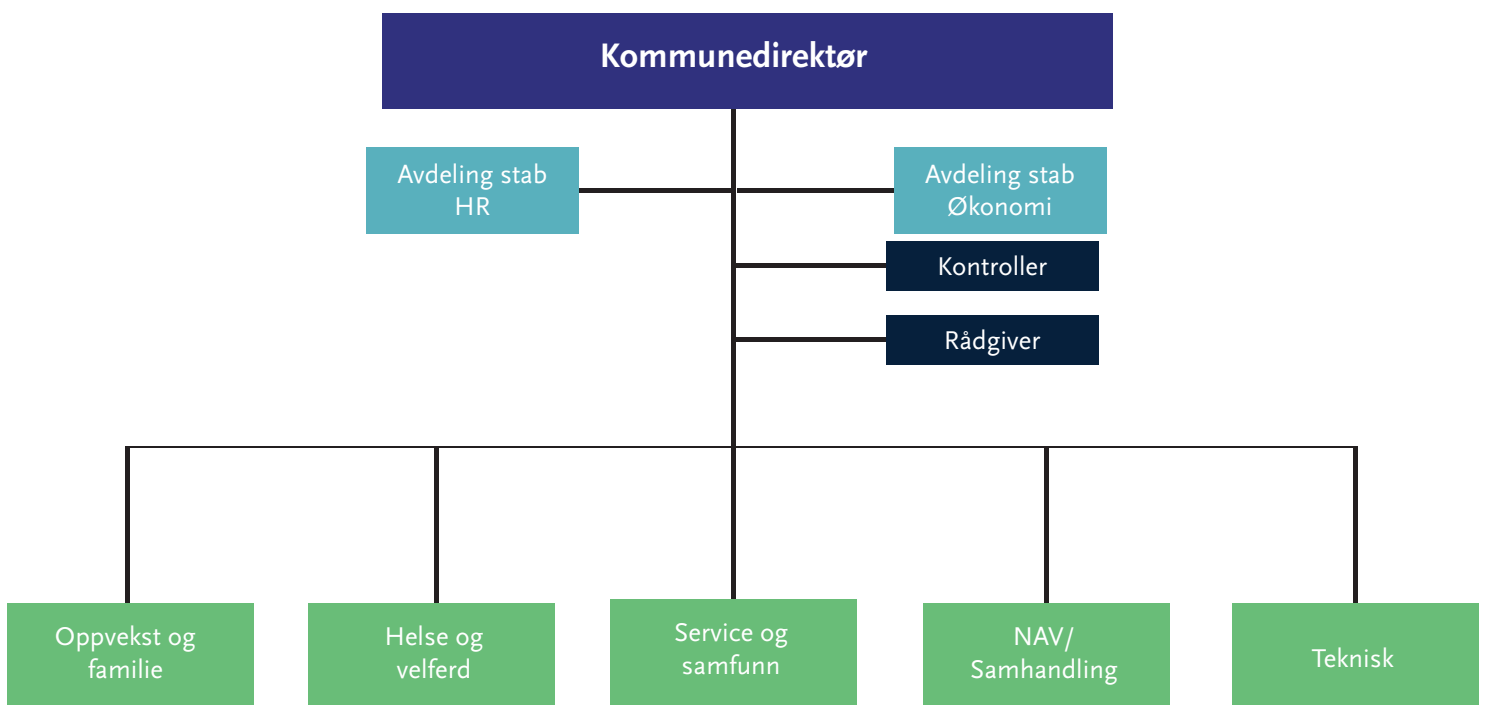 Kommunedirektør
Avdeling stab
HR
Avdeling stab
Økonomi
Kontroller
Rådgiver
Oppvekst og
familie
Helse og
velferd
Service og
samfunn
NAV/
Samhandling
Teknisk